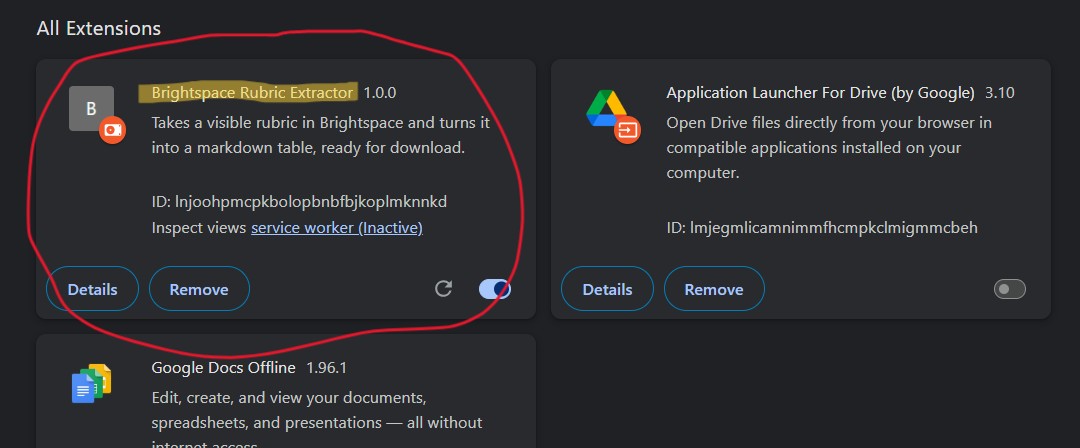 All Extensions
B
Brightspace Rubric Extractor 1.0.0
Takes a visible rubric in Brightspace and turns it
into a markdown table, ready for download.
ID: lnjoohpmcpkbolopbnbfbjkoplmknnkd
Inspect views service worker (Inactive)
Details Remove
Application Launcher For Drive (by Google) 3.10
Open Drive files directly from your browser in
compatible applications installed on your
computer.
ID: lmjegmlicamnimmfhcmpkclmigmmcbeh
Details Remove
Google Docs Offline 1.96.1
Edit, create, and view your documents,
spreadsheets, and presentations — all without
internet access.